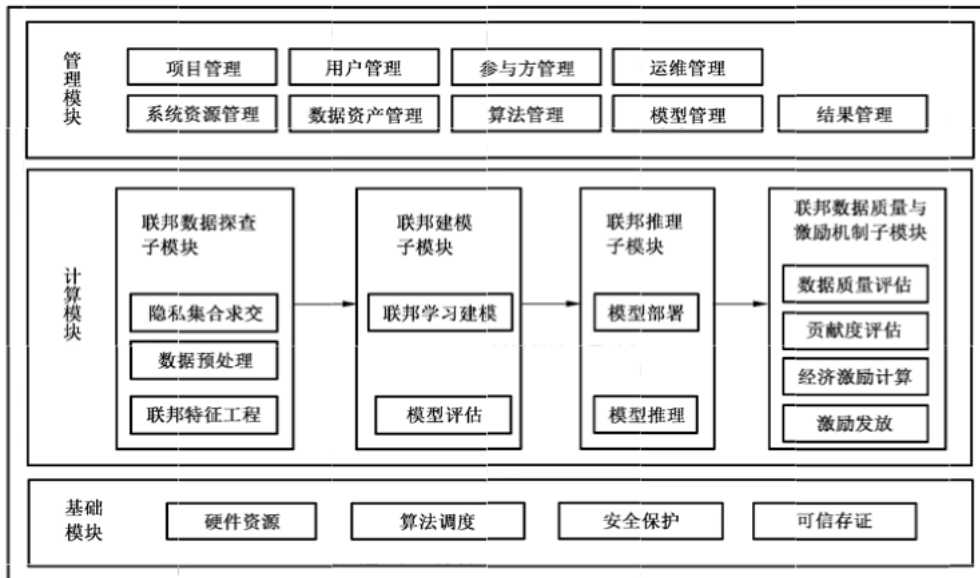 管理模块
项目管理
用户管理
参与方管理
运维管理
系统资源管理
数据资产管理
算法管理
模型管理
结果管理
计算模块
联邦数据探查
子模块
隐私集合求交
数据预处理
联邦特征工程
联邦建模
子模块
联邦学习建模
模型评估
联邦推理
子模块
模型部署
模型推理
联邦数据质量与
激励机制子模块
数据质量评估
贡献度评估
经济激励计算
激励发放
基础
模块
硬件资源
算法调度
安全保护
可信存证